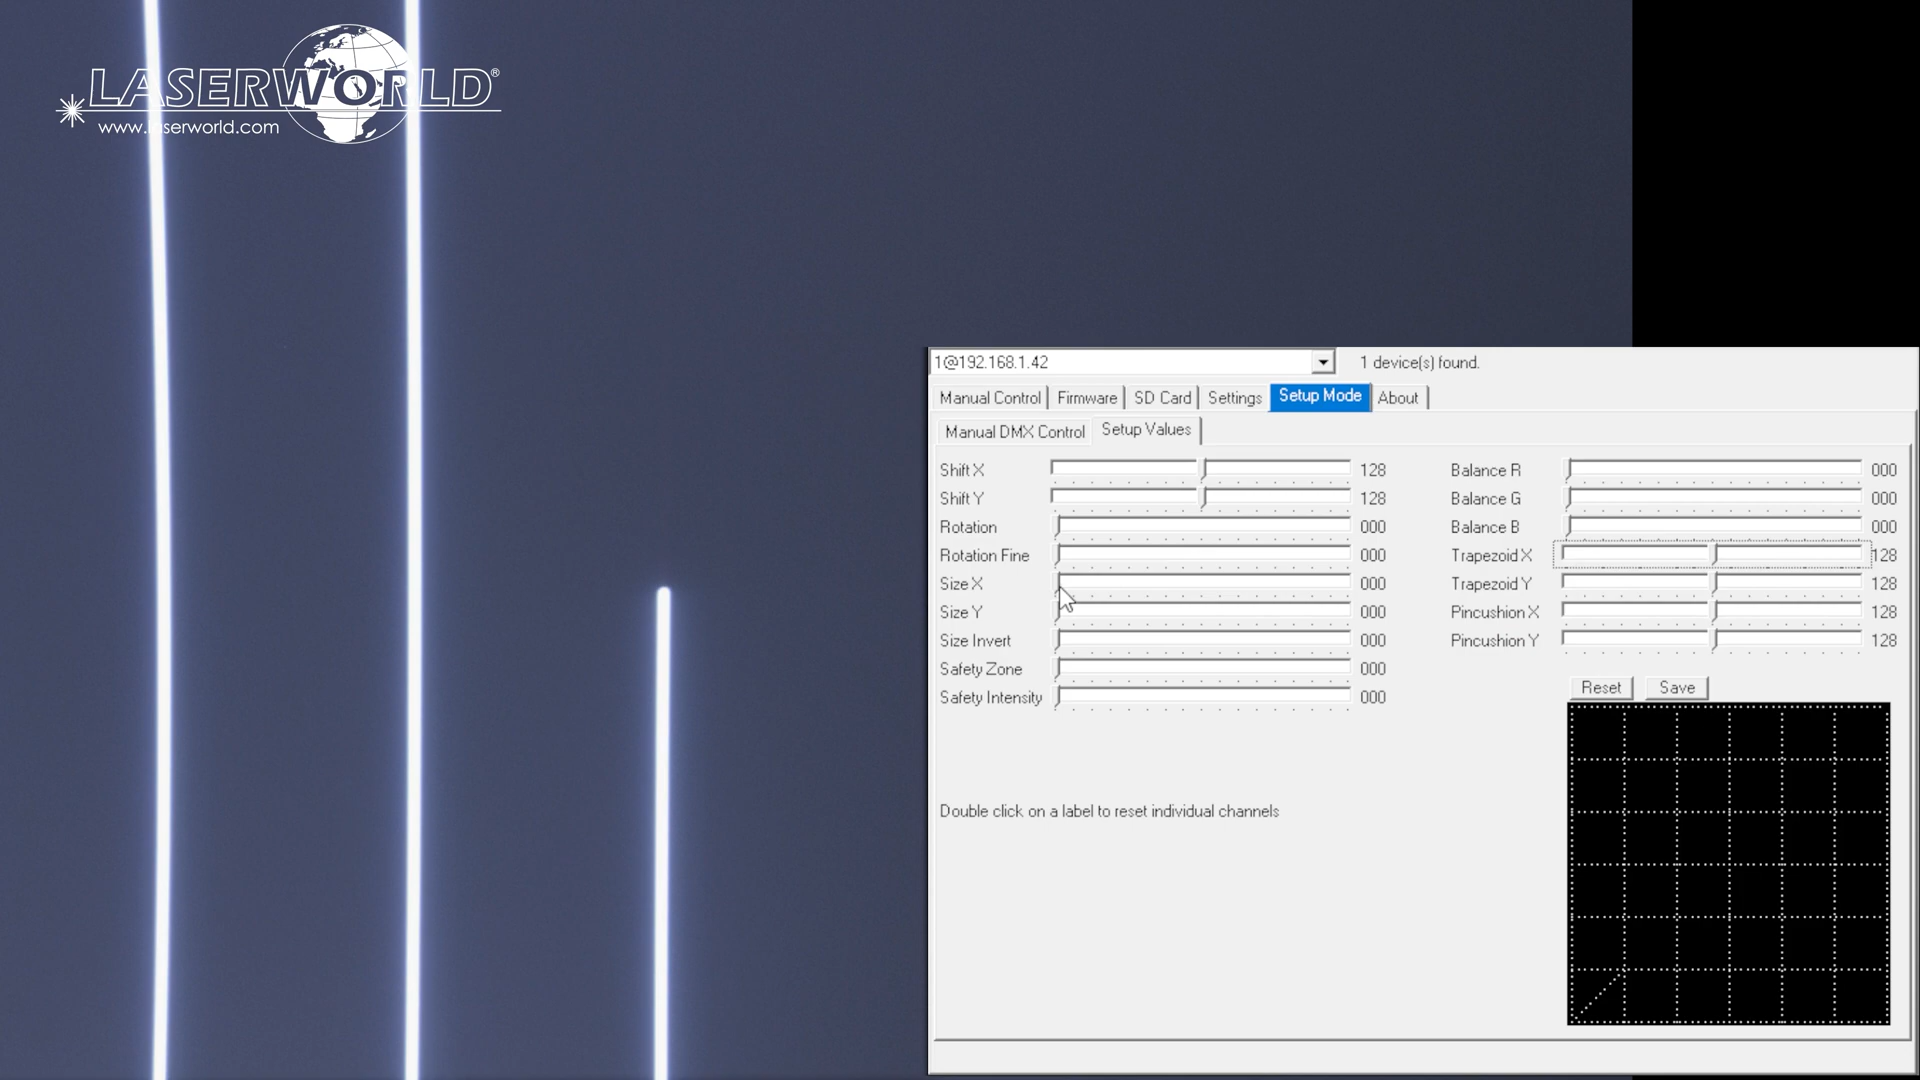 LASERWORLD®
www.laserworld.com
1@192.168.1.42
1 device(s) found.
Manual Control Firmware SD Card Settings Setup Mode About
Manual DMX Control Setup Values
Shift X 128 Balance R 000
Shift Y 128 Balance G 000
Rotation 000 Balance B 000
Rotation Fine 000 Trapezoid X 128
Size X 000 Trapezoid Y 128
Size Y 000 Pincushion X 128
Size Invert 000 Pincushion Y 128
Safety Zone 000
Safety Intensity 000
Reset Save
Double click on a label to reset individual channels